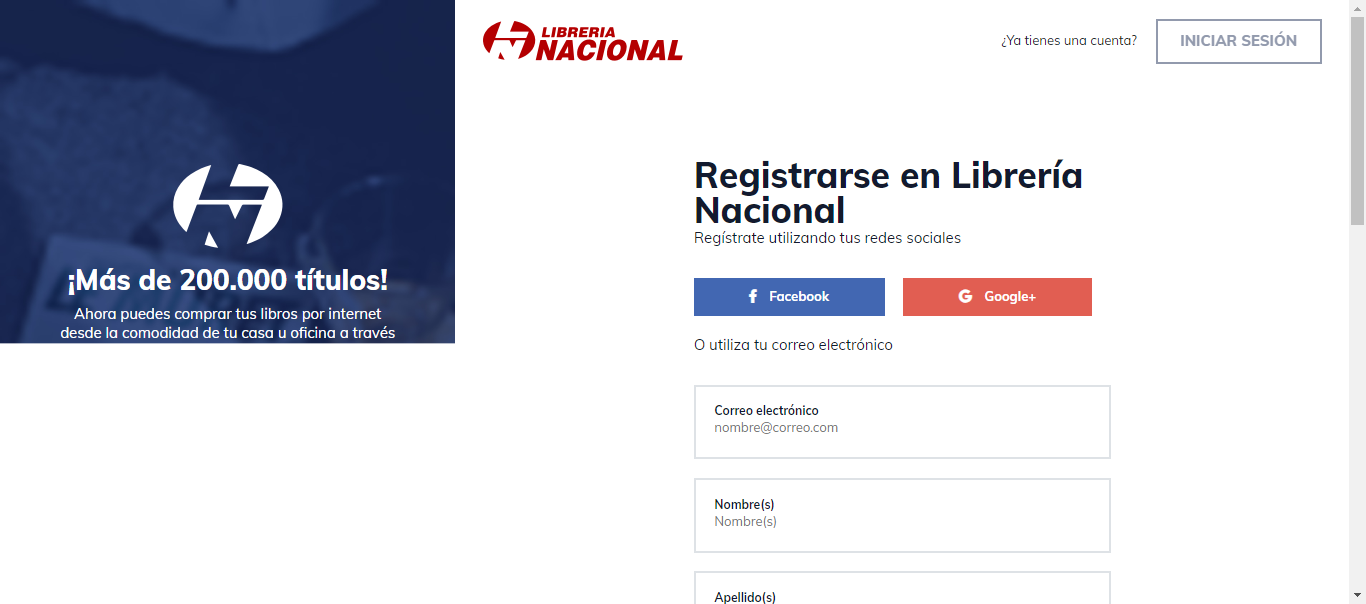 ¡Más de 200.000 títulos!
Ahora puedes comprar tus libros por internet
desde la comodidad de tu casa u oficina a través
LIBRERIA
NACIONAL
¿Ya tienes una cuenta?
INICIAR SESIÓN
Registrarse en Librería
Nacional
Regístrate utilizando tus redes sociales
Facebook
Google+
O utiliza tu correo electrónico
Correo electrónico
nombre@correo.com
Nombre(s)
Nombre(s)
Apellido(s)